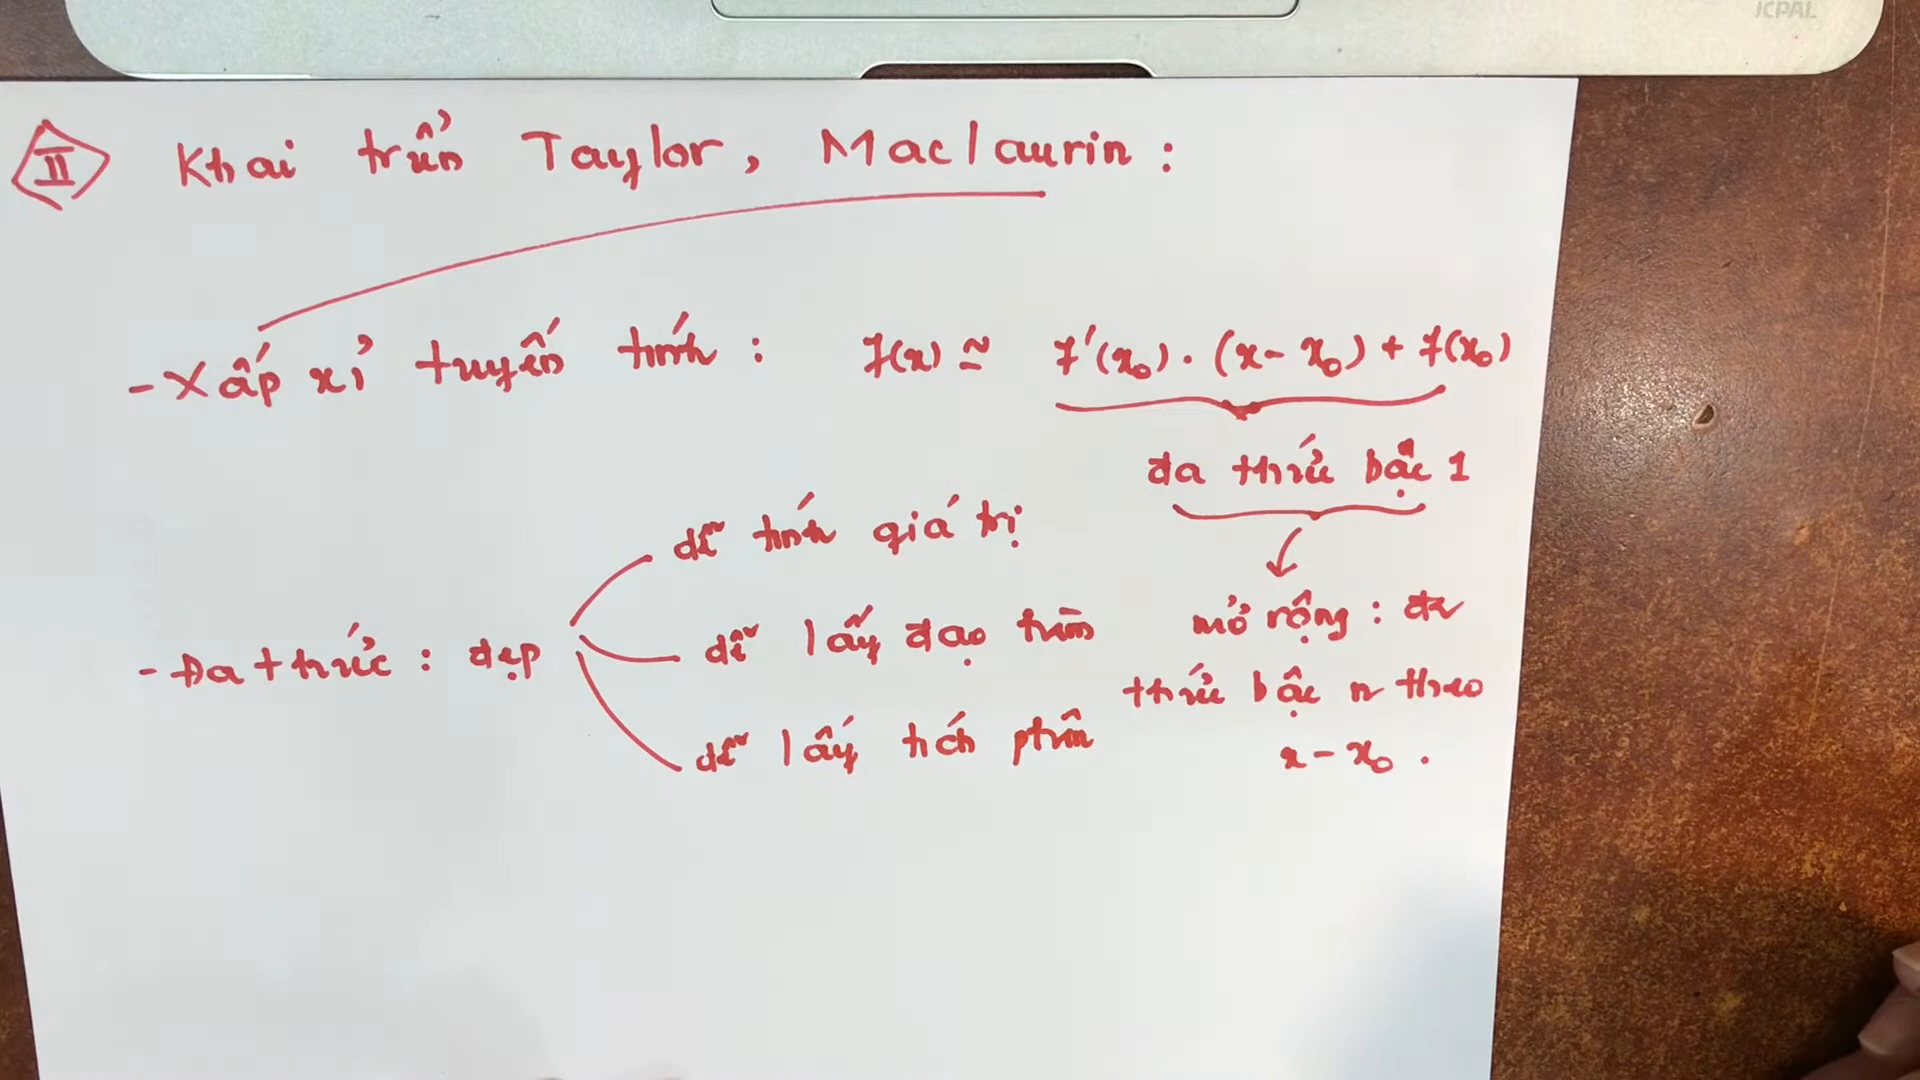 JCPAL
II Khai triển Taylor, Maclaurin :
- Xấp xỉ tuyến tính : f(x) ≃ f'(x₀) . (x - x₀) + f(x₀)
đa thức bậc 1
mở rộng : đa
thức bậc n theo
x - x₀ .
- Đa thức : đẹp
dễ tính giá trị
dễ lấy đạo hàm
dễ lấy tích phân